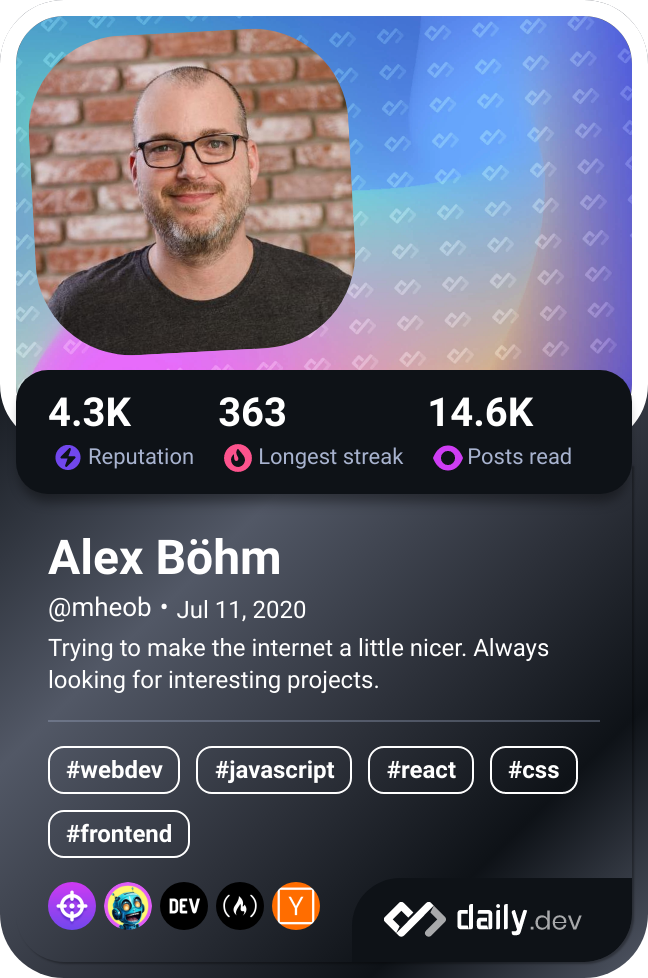 4.3K 363 14.6K
Reputation Longest streak Posts read
Alex Böhm
@mheob • Jul 11, 2020
Trying to make the internet a little nicer. Always
looking for interesting projects.
#webdev #javascript #react #css
#frontend
DEV Y
daily.dev